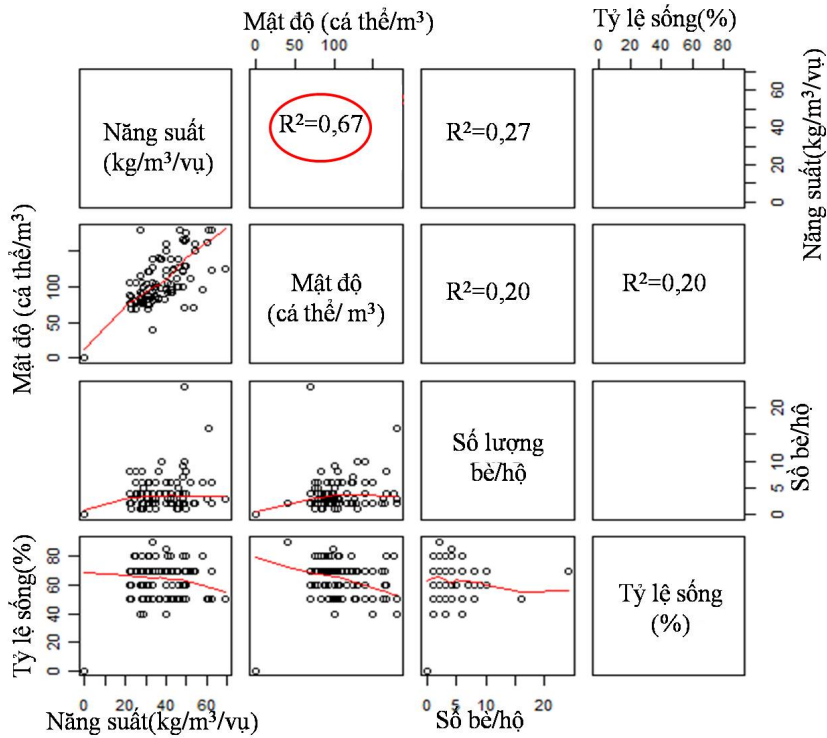 Mật độ (cá thể/m³)
Tỷ lệ sống(%)
0 50 100
0 20 40 60 80
Năng suất
(kg/m³/vụ)
R²=0,67
R²=0,27
0 20 40 60
Năng suất(kg/m³/vụ)
Mật độ (cá thể/m³)
0 50 100
Mật độ
(cá thể/ m³)
R²=0,20
R²=0,20
Số lượng
bè/hộ
0 5 10 20
Sồ bè/hộ
Tỷ lệ sống(%)
0 20 40 60 80
Tỷ lệ sống
(%)
0 20 40 60
0 5 10 20
Năng suất(kg/m³/vụ)
Số bè/hộ